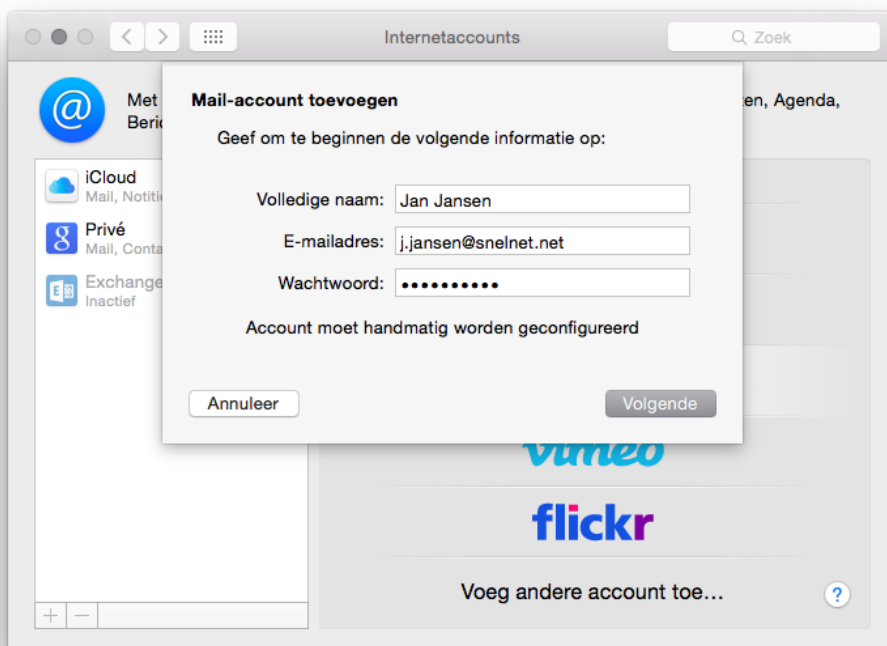 Internetaccounts
Zoek
Met
Beric
en, Agenda,
Mail-account toevoegen
Geef om te beginnen de volgende informatie op:
Volledige naam: Jan Jansen
E-mailadres: j.jansen@snelnet.net
Wachtwoord: ••••••••••
Account moet handmatig worden geconfigureerd
Annuleer
Volgende
iCloud
Mail, Notitie
Privé
Mail, Conta
Exchange
Inactief
vimeo
flickr
Voeg andere account toe...
?